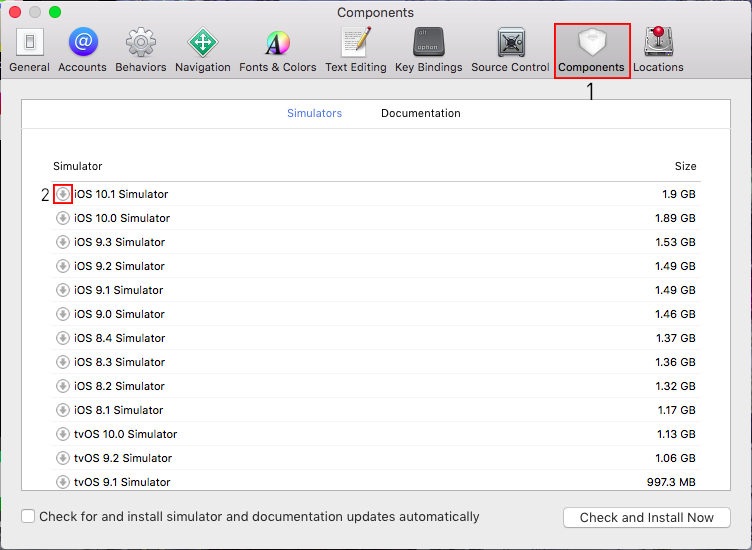 Components
General Accounts Behaviors Navigation Fonts & Colors Text Editing Key Bindings Source Control Components Locations
alt
option
@
A
1
Simulators Documentation
Simulator Size
2 iOS 10.1 Simulator 1.9 GB
iOS 10.0 Simulator 1.89 GB
iOS 9.3 Simulator 1.53 GB
iOS 9.2 Simulator 1.49 GB
iOS 9.1 Simulator 1.49 GB
iOS 9.0 Simulator 1.46 GB
iOS 8.4 Simulator 1.37 GB
iOS 8.3 Simulator 1.36 GB
iOS 8.2 Simulator 1.32 GB
iOS 8.1 Simulator 1.17 GB
tvOS 10.0 Simulator 1.13 GB
tvOS 9.2 Simulator 1.06 GB
tvOS 9.1 Simulator 997.3 MB
Check for and install simulator and documentation updates automatically Check and Install Now